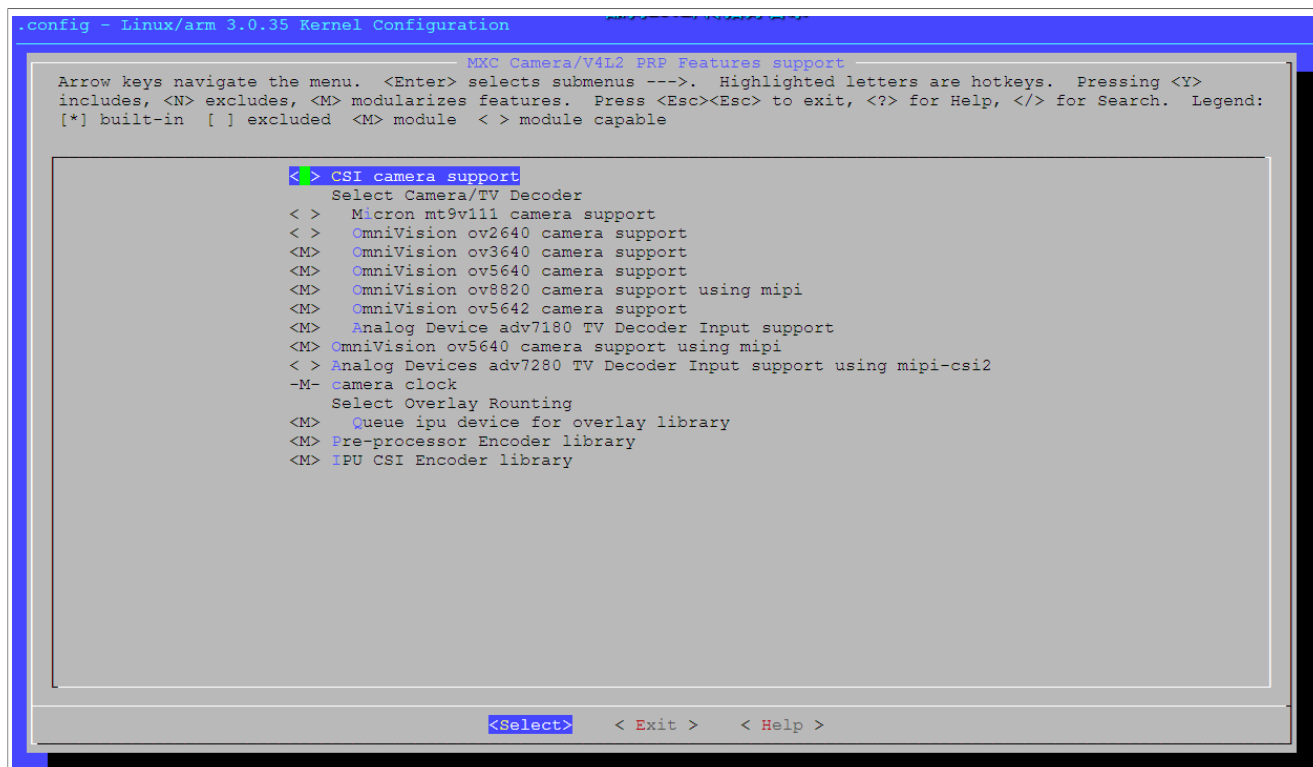 .config - Linux/arm 3.0.35 Kernel Configuration
MXC Camera/V4L2 PRP Features support
Arrow keys navigate the menu. <Enter> selects submenus --->. Highlighted letters are hotkeys. Pressing <Y>
includes, <N> excludes, <M> modularizes features. Press <Esc><Esc> to exit, <?> for Help, </> for Search. Legend:
[*] built-in [ ] excluded <M> module < > module capable
< > CSI camera support
Select Camera/TV Decoder
< > Micron mt9v111 camera support
< > OmniVision ov2640 camera support
<M> OmniVision ov3640 camera support
<M> OmniVision ov5640 camera support
<M> OmniVision ov8820 camera support using mipi
<M> OmniVision ov5642 camera support
<M> Analog Device adv7180 TV Decoder Input support
<M> OmniVision ov5640 camera support using mipi
< > Analog Devices adv7280 TV Decoder Input support using mipi-csi2
-M- camera clock
Select Overlay Rounting
<M> Queue ipu device for overlay library
<M> Pre-processor Encoder library
<M> IPU CSI Encoder library
<Select> < Exit > < Help >